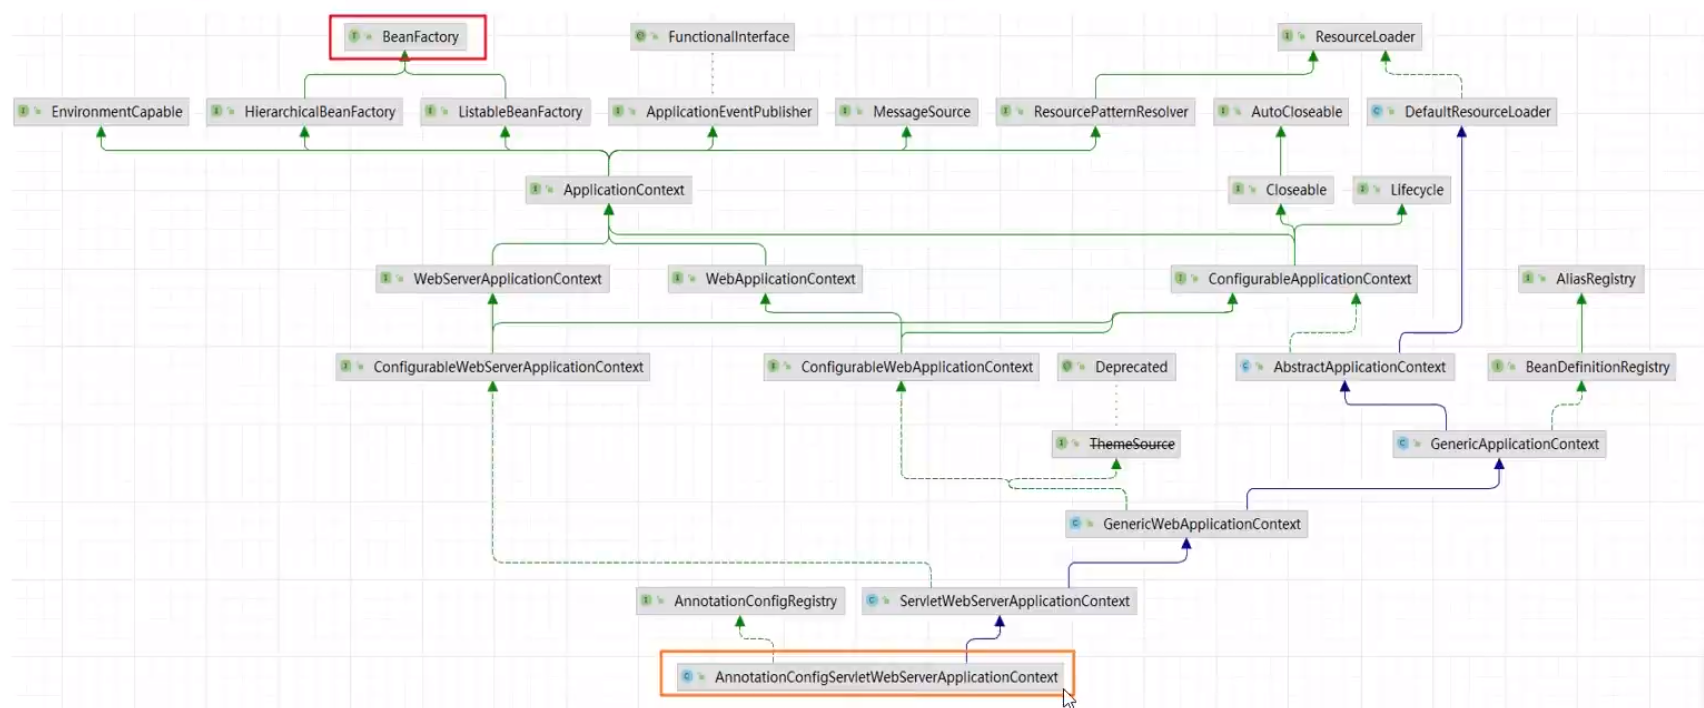 BeanFactory
FunctionalInterface
ResourceLoader
EnvironmentCapable
HierarchicalBeanFactory
ListableBeanFactory
ApplicationEventPublisher
MessageSource
ResourcePatternResolver
AutoCloseable
DefaultResourceLoader
ApplicationContext
Closeable
Lifecycle
WebServerApplicationContext
WebApplicationContext
ConfigurableApplicationContext
AliasRegistry
ConfigurableWebServerApplicationContext
ConfigurableWebApplicationContext
Deprecated
AbstractApplicationContext
BeanDefinitionRegistry
ThemeSource
GenericApplicationContext
GenericWebApplicationContext
AnnotationConfigRegistry
ServletWebServerApplicationContext
AnnotationConfigServletWebServerApplicationContext